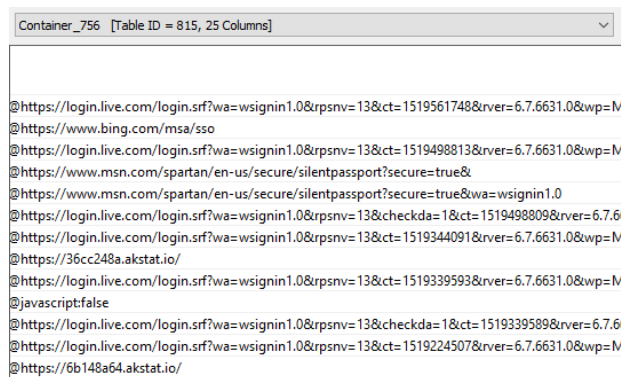 Container_756 [Table ID = 815, 25 Columns]
@https://login.live.com/login.srf?wa=wsignin1.0&rpsnv=13&ct=1519561748&rver=6.7.6631.0&wp=M
@https://www.bing.com/msa/sso
@https://login.live.com/login.srf?wa=wsignin1.0&rpsnv=13&ct=1519498813&rver=6.7.6631.0&wp=M
@https://www.msn.com/spartan/en-us/secure/silentpassport?secure=true&
@https://www.msn.com/spartan/en-us/secure/silentpassport?secure=true&wa=wsignin1.0
@https://login.live.com/login.srf?wa=wsignin1.0&rpsnv=13&checkda=1&ct=1519498809&rver=6.7.6
@https://login.live.com/login.srf?wa=wsignin1.0&rpsnv=13&ct=1519344091&rver=6.7.6631.0&wp=M
@https://36cc248a.akstat.io/
@https://login.live.com/login.srf?wa=wsignin1.0&rpsnv=13&ct=1519339593&rver=6.7.6631.0&wp=M
@javascript:false
@https://login.live.com/login.srf?wa=wsignin1.0&rpsnv=13&checkda=1&ct=1519339589&rver=6.7.6
@https://login.live.com/login.srf?wa=wsignin1.0&rpsnv=13&ct=1519224507&rver=6.7.6631.0&wp=M
@https://6b148a64.akstat.io/